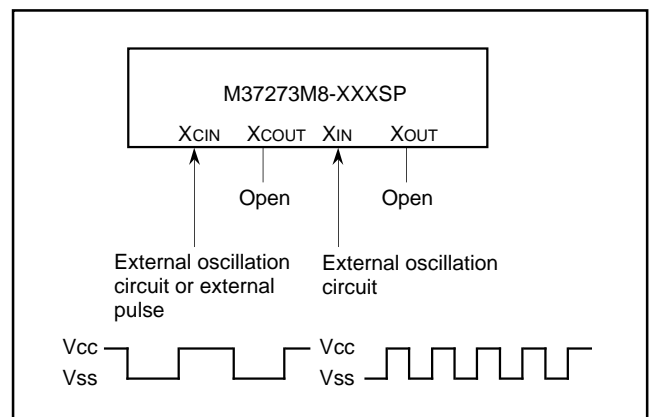 M37273M8-XXXSP
XCIN XCOUT XIN XOUT
Open Open
External oscillation
circuit or external
pulse
External oscillation
circuit
Vcc Vcc
Vss Vss